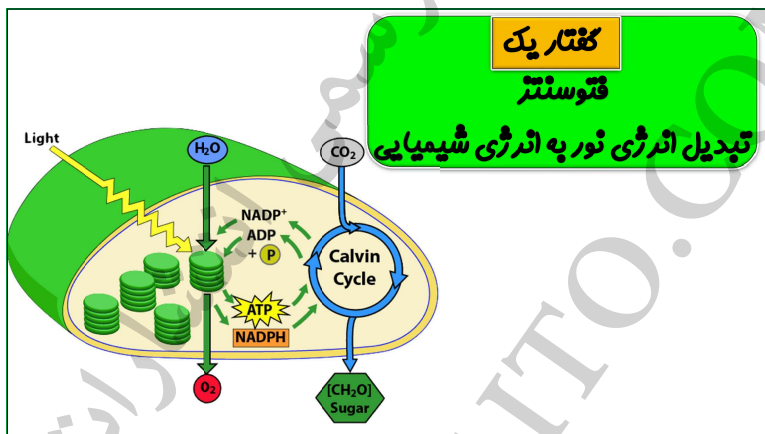 گفتار یک
فتوسنتز
تبدیل انرژی نور به انرژی شیمیایی
Light
H₂O
CO₂
NADP⁺
ADP
+ P
Calvin
Cycle
ATP
NADPH
O₂
[CH₂O]
Sugar